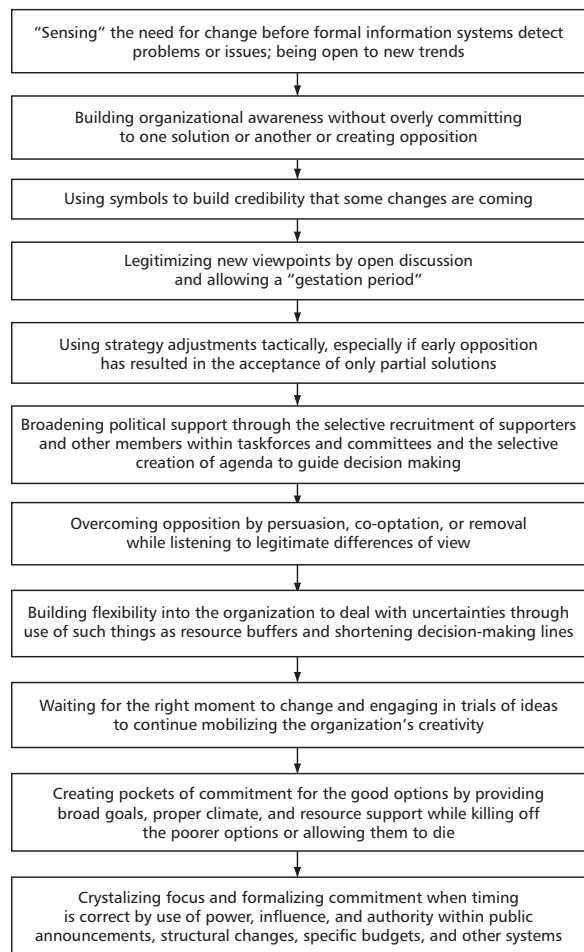 “Sensing” the need for change before formal information systems detect
problems or issues; being open to new trends
Building organizational awareness without overly committing
to one solution or another or creating opposition
Using symbols to build credibility that some changes are coming
Legitimizing new viewpoints by open discussion
and allowing a “gestation period”
Using strategy adjustments tactically, especially if early opposition
has resulted in the acceptance of only partial solutions
Broadening political support through the selective recruitment of supporters
and other members within taskforces and committees and the selective
creation of agenda to guide decision making
Overcoming opposition by persuasion, co-optation, or removal
while listening to legitimate differences of view
Building flexibility into the organization to deal with uncertainties through
use of such things as resource buffers and shortening decision-making lines
Waiting for the right moment to change and engaging in trials of ideas
to continue mobilizing the organization’s creativity
Creating pockets of commitment for the good options by providing
broad goals, proper climate, and resource support while killing off
the poorer options or allowing them to die
Crystalizing focus and formalizing commitment when timing
is correct by use of power, influence, and authority within public
announcements, structural changes, specific budgets, and other systems